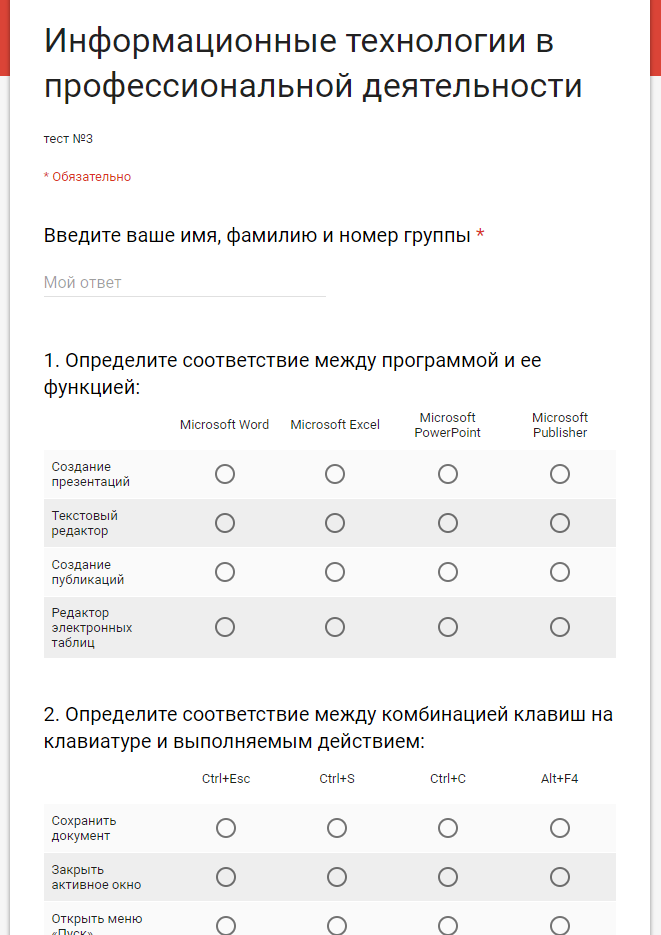 Информационные технологии в
профессиональной деятельности
тест №3
* Обязательно
Введите ваше имя, фамилию и номер группы *
Мой ответ
1. Определите соответствие между программой и ее
функцией:
Microsoft Word
Microsoft Excel
Microsoft
PowerPoint
Microsoft
Publisher
Создание
презентаций
Текстовый
редактор
Создание
публикаций
Редактор
электронных
таблиц
2. Определите соответствие между комбинацией клавиш на
клавиатуре и выполняемым действием:
Ctrl+Esc
Ctrl+S
Ctrl+C
Alt+F4
Сохранить
документ
Закрыть
активное окно
Открыть меню
«Пуск»